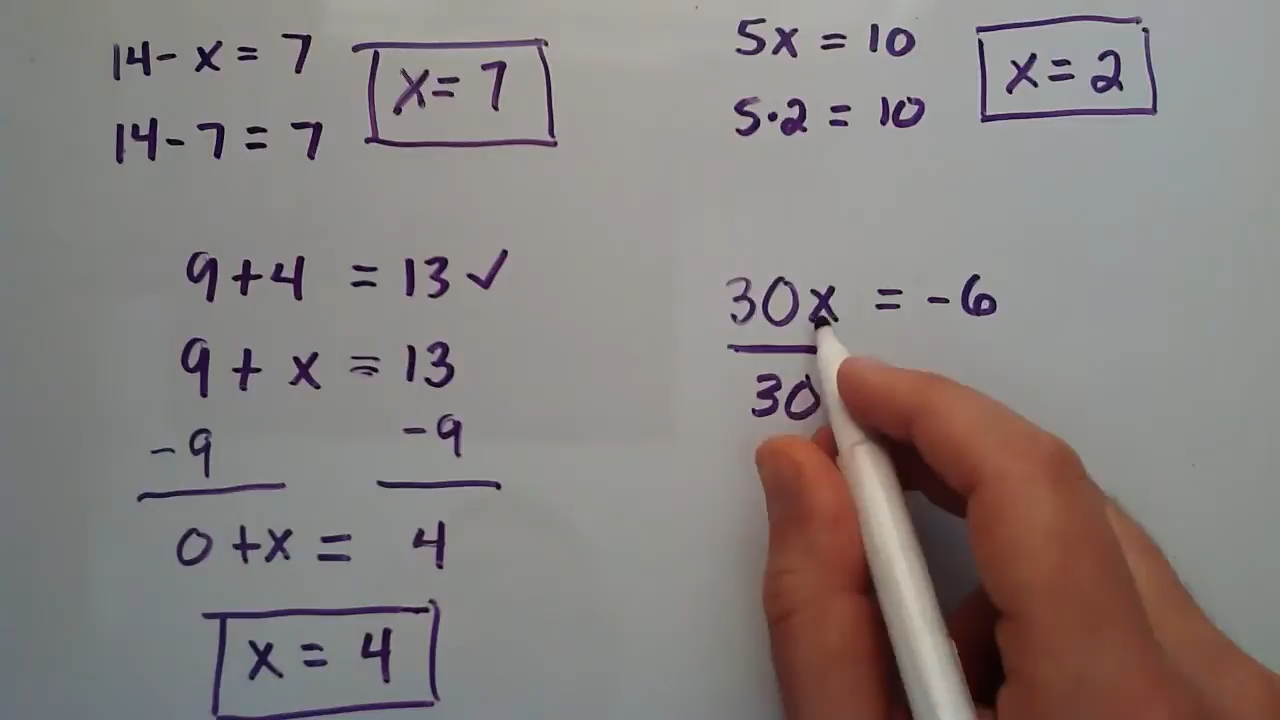 14 - x = 7
14 - 7 = 7
x = 7
5x = 10
5·2 = 10
x = 2
9 + 4 = 13 ✓
9 + x = 13
-9 -9
0 + x = 4
x = 4
30x = -6
30